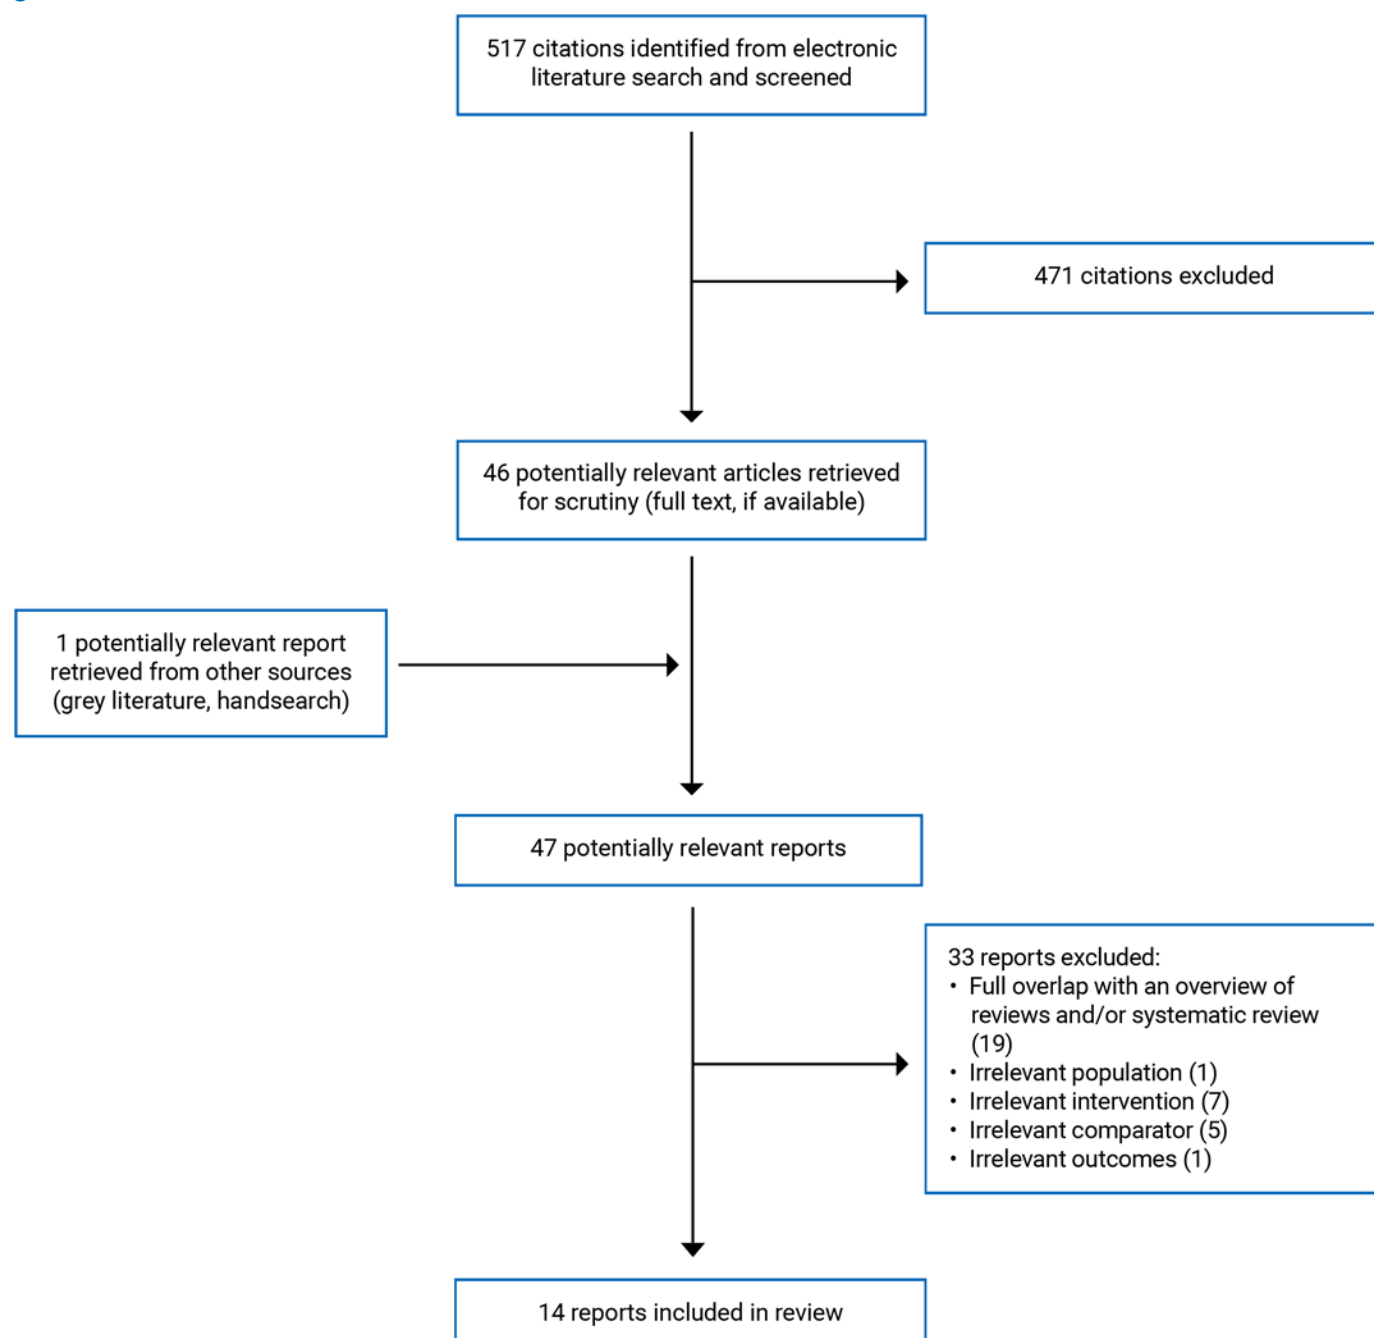 517 citations identified from electronic
literature search and screened
471 citations excluded
46 potentially relevant articles retrieved
for scrutiny (full text, if available)
1 potentially relevant report
retrieved from other sources
(grey literature, handsearch)
47 potentially relevant reports
33 reports excluded:
• Full overlap with an overview of
reviews and/or systematic review
(19)
• Irrelevant population (1)
• Irrelevant intervention (7)
• Irrelevant comparator (5)
• Irrelevant outcomes (1)
14 reports included in review